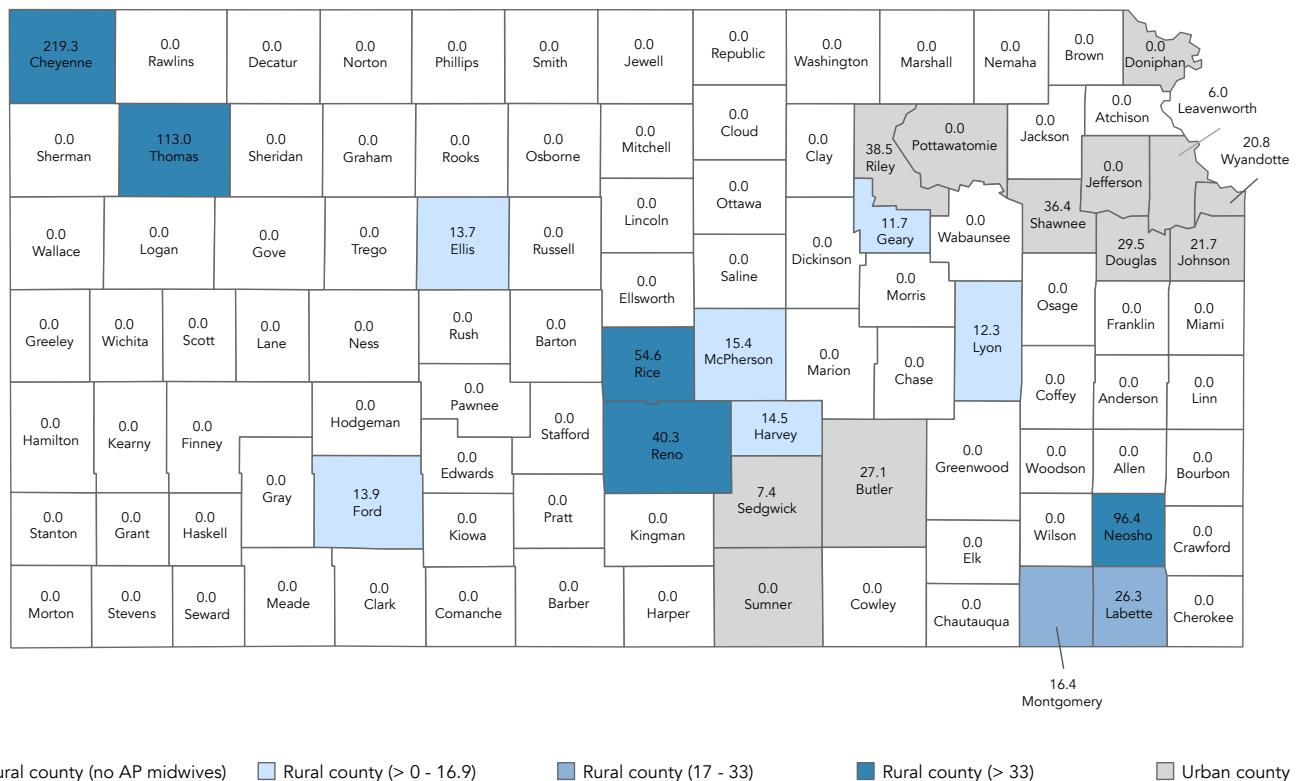 219.3
Cheyenne
0.0
Rawlins
0.0
Decatur
0.0
Norton
0.0
Phillips
0.0
Smith
0.0
Jewell
0.0
Republic
0.0
Washington
0.0
Marshall
0.0
Nemaha
0.0
Brown
0.0
Doniphan
6.0
Leavenworth
20.8
Wyandotte
0.0
Sherman
113.0
Thomas
0.0
Sheridan
0.0
Graham
0.0
Rooks
0.0
Osborne
0.0
Mitchell
0.0
Cloud
0.0
Clay
38.5
Riley
0.0
Pottawatomie
0.0
Jackson
0.0
Atchison
0.0
Jefferson
0.0
Wallace
0.0
Logan
0.0
Gove
0.0
Trego
13.7
Ellis
0.0
Russell
0.0
Lincoln
0.0
Ottawa
0.0
Saline
0.0
Dickinson
11.7
Geary
0.0
Wabaunsee
36.4
Shawnee
29.5
Douglas
21.7
Johnson
0.0
Ellsworth
0.0
Morris
0.0
Osage
0.0
Franklin
0.0
Miami
0.0
Greeley
0.0
Wichita
0.0
Scott
0.0
Lane
0.0
Ness
0.0
Rush
0.0
Barton
54.6
Rice
15.4
McPherson
0.0
Marion
0.0
Chase
12.3
Lyon
0.0
Coffey
0.0
Anderson
0.0
Linn
0.0
Hamilton
0.0
Kearny
0.0
Finney
0.0
Hodgeman
0.0
Pawnee
0.0
Stafford
40.3
Reno
14.5
Harvey
0.0
Gray
13.9
Ford
0.0
Edwards
7.4
Sedgwick
27.1
Butler
0.0
Greenwood
0.0
Woodson
0.0
Allen
0.0
Bourbon
0.0
Stanton
0.0
Grant
0.0
Haskell
0.0
Kiowa
0.0
Pratt
0.0
Kingman
0.0
Elk
0.0
Wilson
96.4
Neosho
0.0
Crawford
0.0
Morton
0.0
Stevens
0.0
Seward
0.0
Meade
0.0
Clark
0.0
Comanche
0.0
Barber
0.0
Harper
0.0
Sumner
0.0
Cowley
0.0
Chautauqua
26.3
Labette
0.0
Cherokee
16.4
Montgomery
ural county (no AP midwives)
Rural county (> 0 - 16.9)
Rural county (17 - 33)
Rural county (> 33)
Urban county